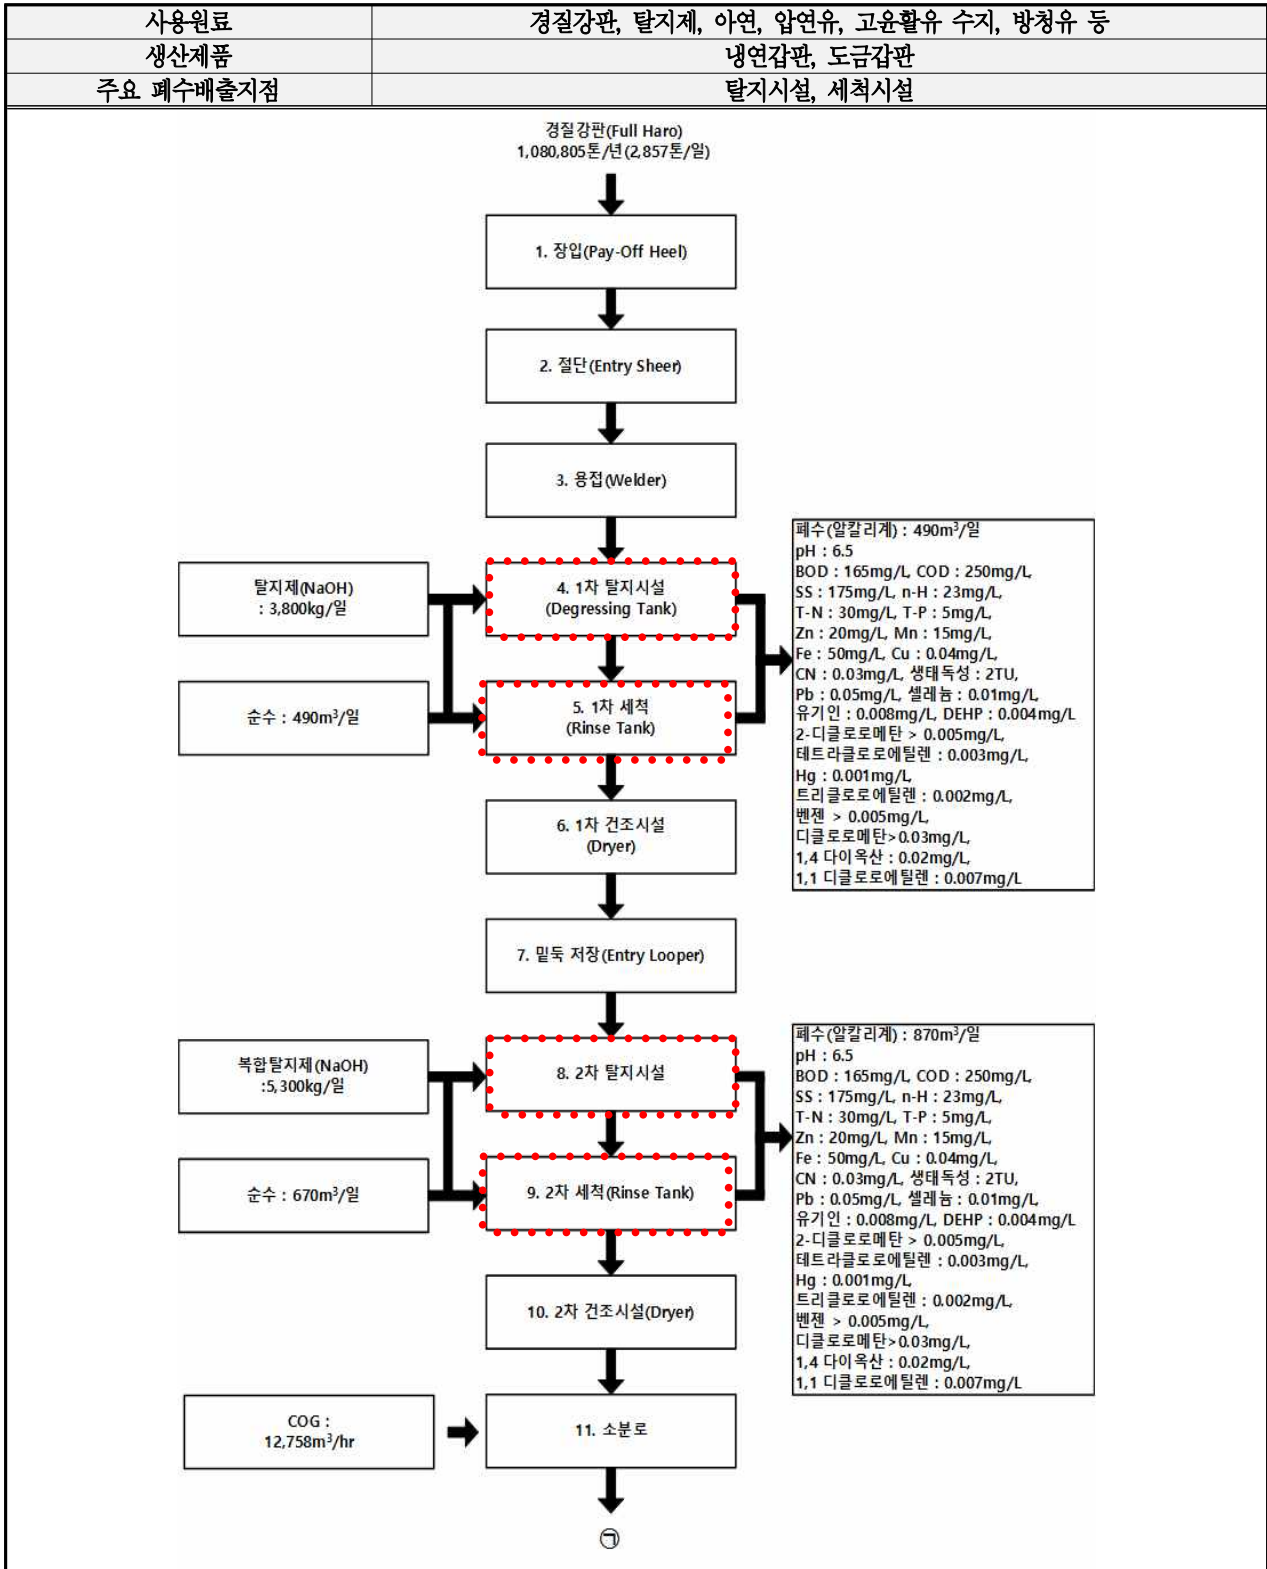 사용원료 경질강판, 탈지제, 아연, 압연유, 고윤활유 수지, 방청유 등
생산제품 냉연갑판, 도금갑판
주요 폐수배출지점 탈지시설, 세척시설
경질강판(Full Haro)
1,080,805톤/년(2,857톤/일)
1. 장입(Pay-Off Heel)
2. 절단(Entry Sheer)
3. 용접(Welder)
탈지제(NaOH)
: 3,800kg/일
4. 1차 탈지시설
(Degressing Tank)
순수 : 490m³/일
5. 1차 세척
(Rinse Tank)
폐수(알칼리계) : 490m³/일
pH : 6.5
BOD : 165mg/L, COD : 250mg/L,
SS : 175mg/L, n-H : 23mg/L,
T-N : 30mg/L, T-P : 5mg/L,
Zn : 20mg/L, Mn : 15mg/L,
Fe : 50mg/L, Cu : 0.04mg/L,
CN : 0.03mg/L, 생태독성 : 2TU,
Pb : 0.05mg/L, 셀레늄 : 0.01mg/L,
유기인 : 0.008mg/L, DEHP : 0.004mg/L
2-디클로로메탄 > 0.005mg/L,
테트라클로로에틸렌 : 0.003mg/L,
Hg : 0.001mg/L,
트리클로로에틸렌 : 0.002mg/L,
벤젠 > 0.005mg/L,
디클로로메탄>0.03mg/L,
1,4 다이옥산 : 0.02mg/L,
1,1 디클로로에틸렌 : 0.007mg/L
6. 1차 건조시설
(Dryer)
7. 밑둑 저장(Entry Looper)
복합탈지제(NaOH)
:5,300kg/일
8. 2차 탈지시설
순수 : 670m³/일
9. 2차 세척(Rinse Tank)
폐수(알칼리계) : 870m³/일
pH : 6.5
BOD : 165mg/L, COD : 250mg/L,
SS : 175mg/L, n-H : 23mg/L,
T-N : 30mg/L, T-P : 5mg/L,
Zn : 20mg/L, Mn : 15mg/L,
Fe : 50mg/L, Cu : 0.04mg/L,
CN : 0.03mg/L, 생태독성 : 2TU,
Pb : 0.05mg/L, 셀레늄 : 0.01mg/L,
유기인 : 0.008mg/L, DEHP : 0.004mg/L
2-디클로로메탄 > 0.005mg/L,
테트라클로로에틸렌 : 0.003mg/L,
Hg : 0.001mg/L,
트리클로로에틸렌 : 0.002mg/L,
벤젠 > 0.005mg/L,
디클로로메탄>0.03mg/L,
1,4 다이옥산 : 0.02mg/L,
1,1 디클로로에틸렌 : 0.007mg/L
10. 2차 건조시설(Dryer)
COG :
12,758m³/hr
11. 소분로
㉠